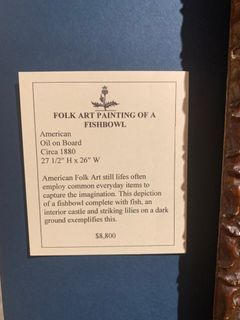 FOLK ART PAINTING OF A
FISHBOWL
American
Oil on Board
Circa 1880
27 1/2" H x 26" W
American Folk Art still lifes often
employ common everyday items to
capture the imagination. This depiction
of a fishbowl complete with fish, an
interior castle and striking lilies on a dark
ground exemplifies this.
$8,800